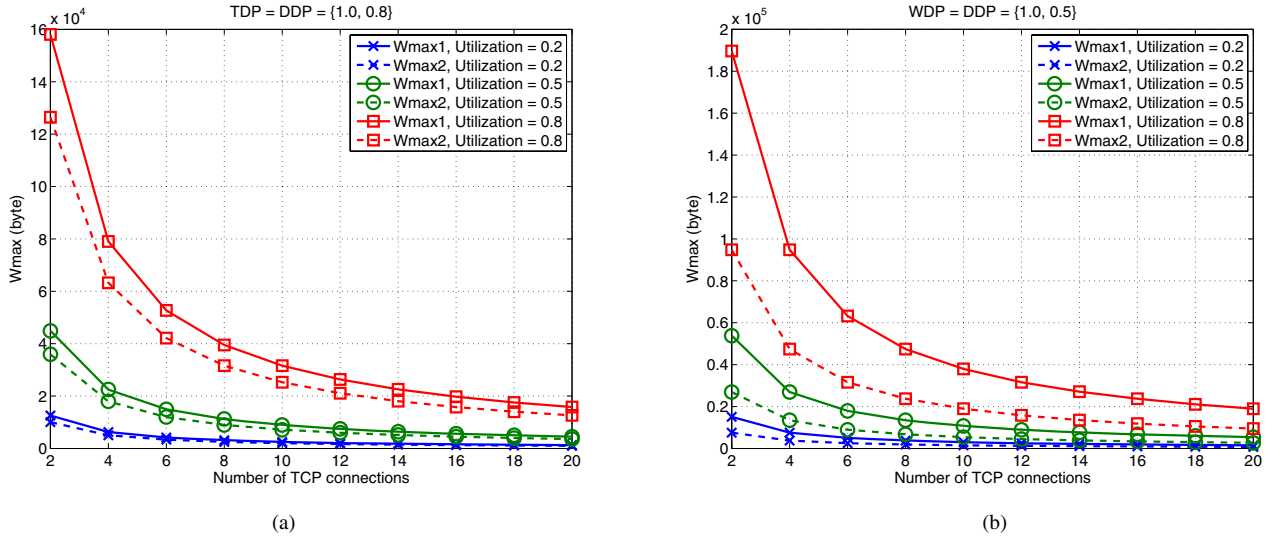 TDP = DDP = {1.0, 0.8}
x 10^4
16
14
12
10
8
6
4
2
0
Wmax (byte)
2 4 6 8 10 12 14 16 18 20
Number of TCP connections
Wmax1, Utilization = 0.2
Wmax2, Utilization = 0.2
Wmax1, Utilization = 0.5
Wmax2, Utilization = 0.5
Wmax1, Utilization = 0.8
Wmax2, Utilization = 0.8
(a)
WDP = DDP = {1.0, 0.5}
x 10^5
2
1.8
1.6
1.4
1.2
1
0.8
0.6
0.4
0.2
0
Wmax (byte)
2 4 6 8 10 12 14 16 18 20
Number of TCP connections
Wmax1, Utilization = 0.2
Wmax2, Utilization = 0.2
Wmax1, Utilization = 0.5
Wmax2, Utilization = 0.5
Wmax1, Utilization = 0.8
Wmax2, Utilization = 0.8
(b)